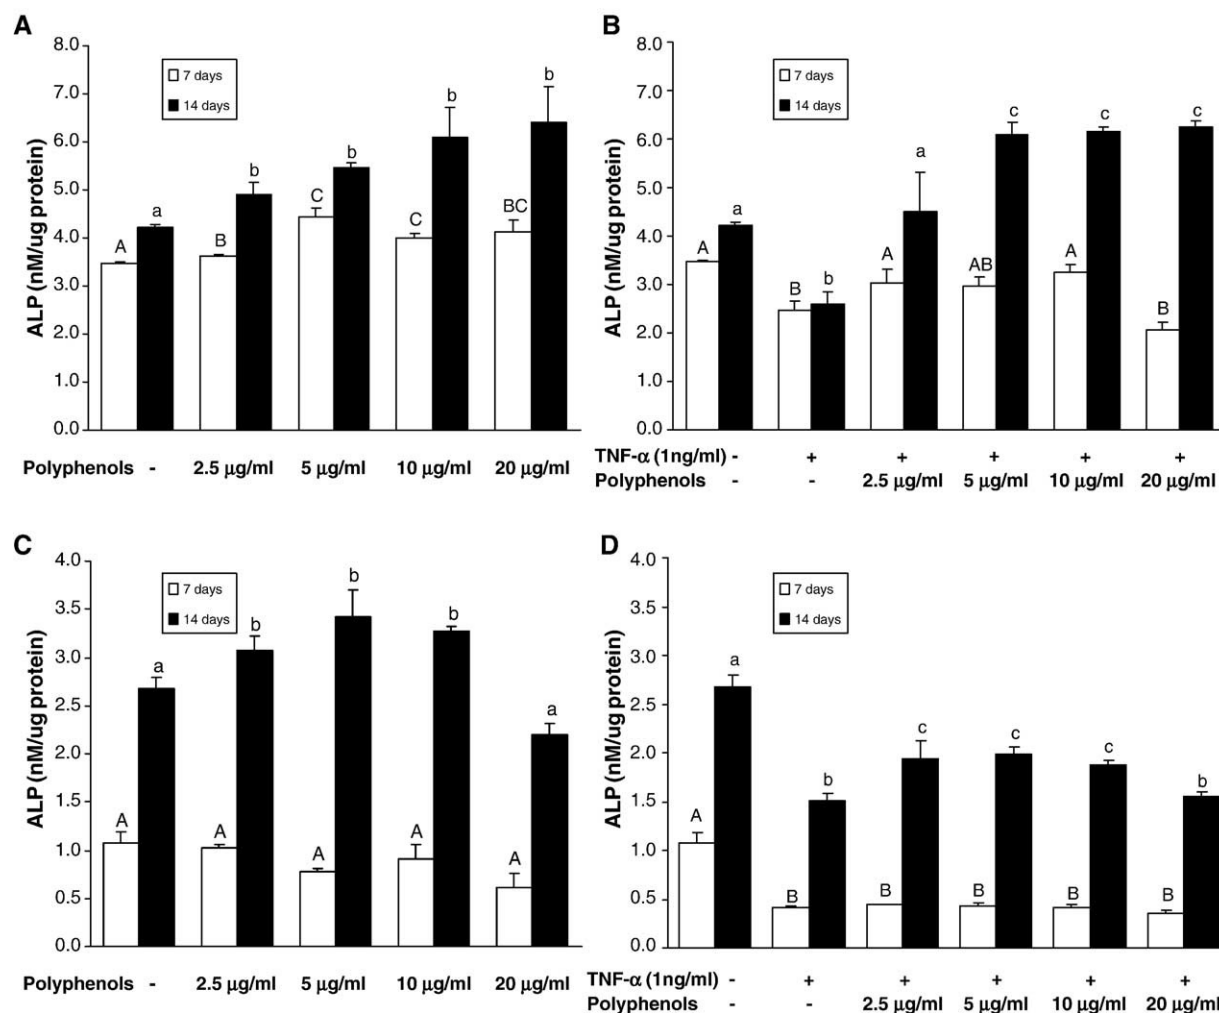 A
8.0
7.0
6.0
5.0
4.0
3.0
2.0
1.0
0.0
ALP (nM/ug protein)
7 days
14 days
A a B b C b C b BC b
Polyphenols - 2.5 μg/ml 5 μg/ml 10 μg/ml 20 μg/ml
B
8.0
7.0
6.0
5.0
4.0
3.0
2.0
1.0
0.0
ALP (nM/ug protein)
7 days
14 days
A a B b A a AB c A c B c
TNF-α (1ng/ml) - + + + + +
Polyphenols - - 2.5 μg/ml 5 μg/ml 10 μg/ml 20 μg/ml
C
4.0
3.5
3.0
2.5
2.0
1.5
1.0
0.5
0.0
ALP (nM/ug protein)
7 days
14 days
A a A b A b A b A a
Polyphenols - 2.5 μg/ml 5 μg/ml 10 μg/ml 20 μg/ml
D
4.0
3.0
2.5
2.0
1.5
1.0
0.5
0.0
ALP (nM/ug protein)
7 days
14 days
A a B b B c B c B c B b
TNF-α (1ng/ml) - + + + + +
Polyphenols - - 2.5 μg/ml 5 μg/ml 10 μg/ml 20 μg/ml